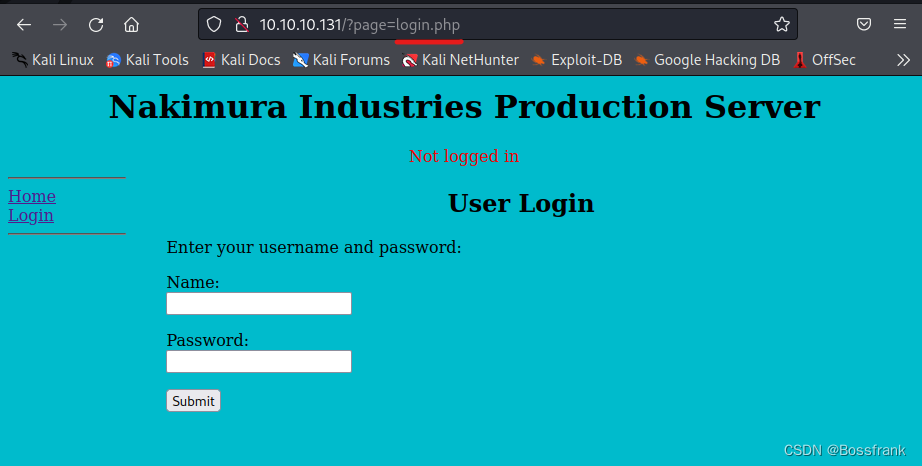 10.10.10.131/?page=login.php
Kali Linux Kali Tools Kali Docs Kali Forums Kali NetHunter Exploit-DB Google Hacking DB OffSec
Nakimura Industries Production Server
Not logged in
Home
Login
User Login
Enter your username and password:
Name:
Password:
Submit
CSDN @Bossfrank